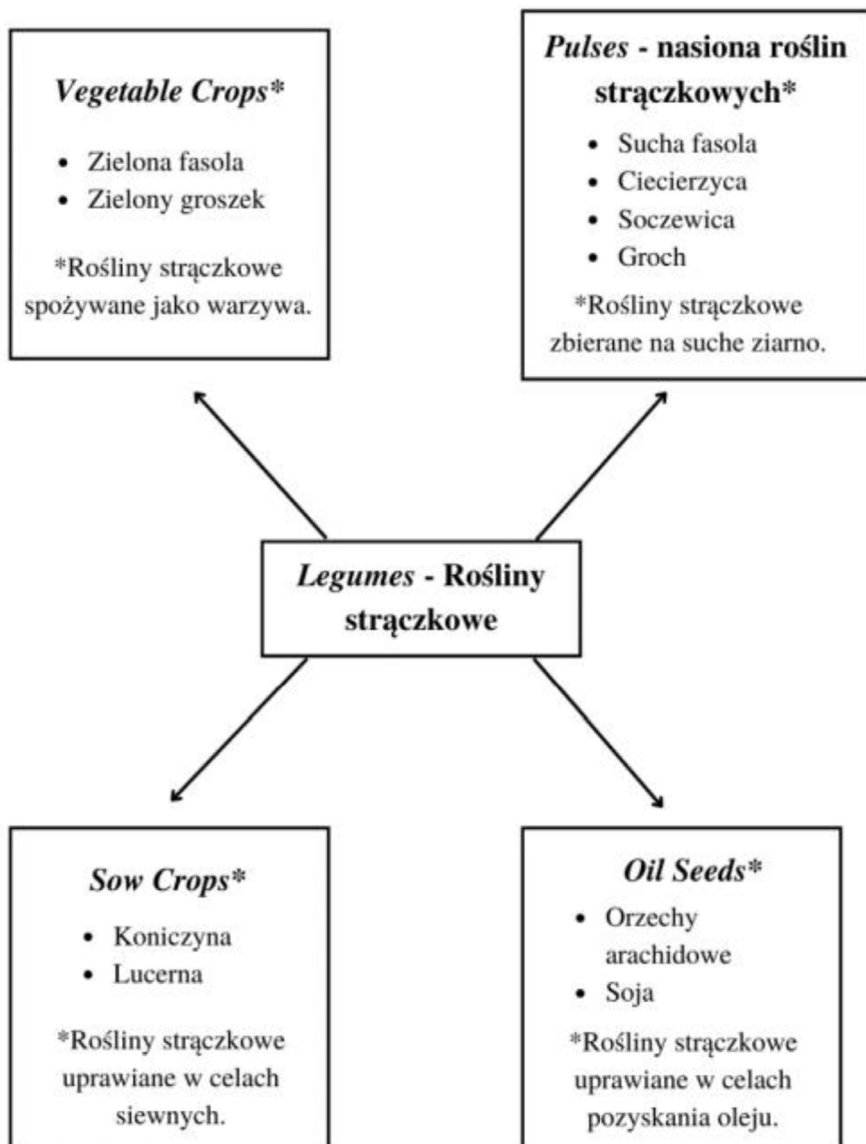 Vegetable Crops*
• Zielona fasola
• Zielony groszek
*Rośliny strączkowe
spożywane jako warzywa.
Pulses - nasiona roślin
strączkowych*
• Sucha fasola
• Ciecierzyca
• Soczewica
• Groch
*Rośliny strączkowe
zbierane na suche ziarno.
Legumes - Rośliny
strączkowe
Sow Crops*
• Koniczyna
• Lucerna
*Rośliny strączkowe
uprawiane w celach
siewnych.
Oil Seeds*
• Orzechy
arachidowe
• Soja
*Rośliny strączkowe
uprawiane w celach
pozyskania oleju.